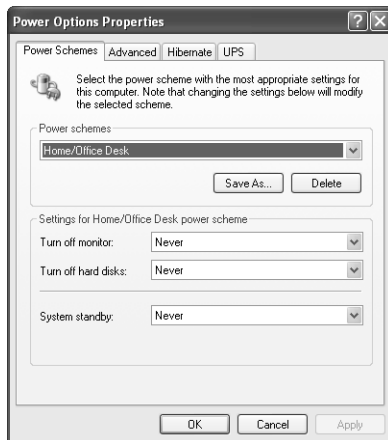 Power Options Properties
Power Schemes Advanced Hibernate UPS
Select the power scheme with the most appropriate settings for
this computer. Note that changing the settings below will modify
the selected scheme.
Power schemes
Home/Office Desk
Save As... Delete
Settings for Home/Office Desk power scheme
Turn off monitor: Never
Turn off hard disks: Never
System standby: Never
OK Cancel Apply